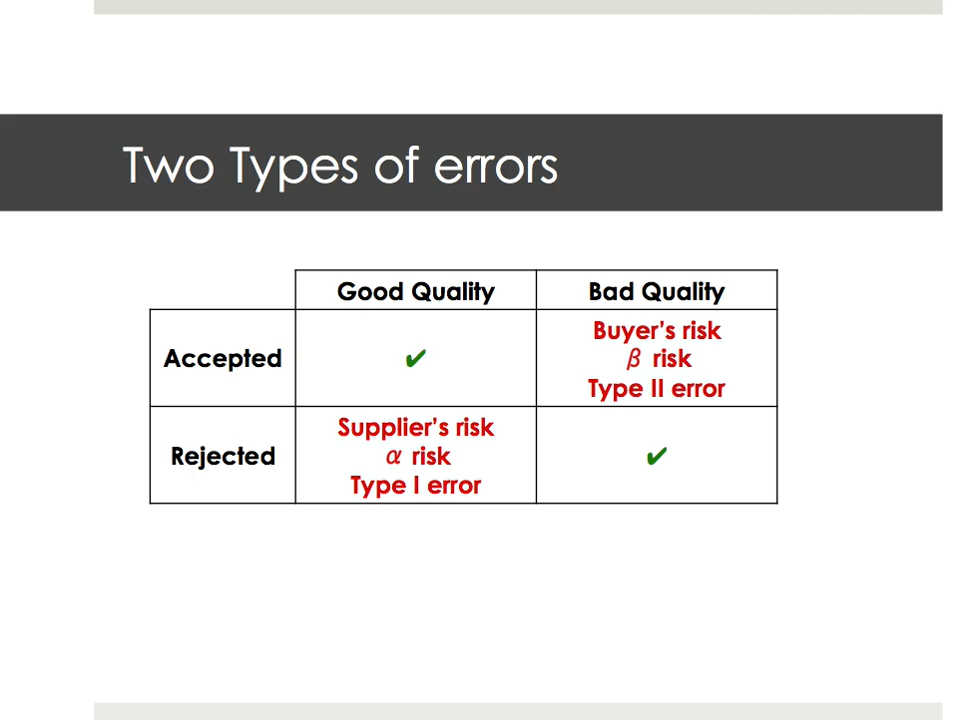 Two Types of errors
Good Quality Bad Quality
Accepted ✔ Buyer's risk
β risk
Type II error
Rejected Supplier's risk ✔
α risk
Type I error